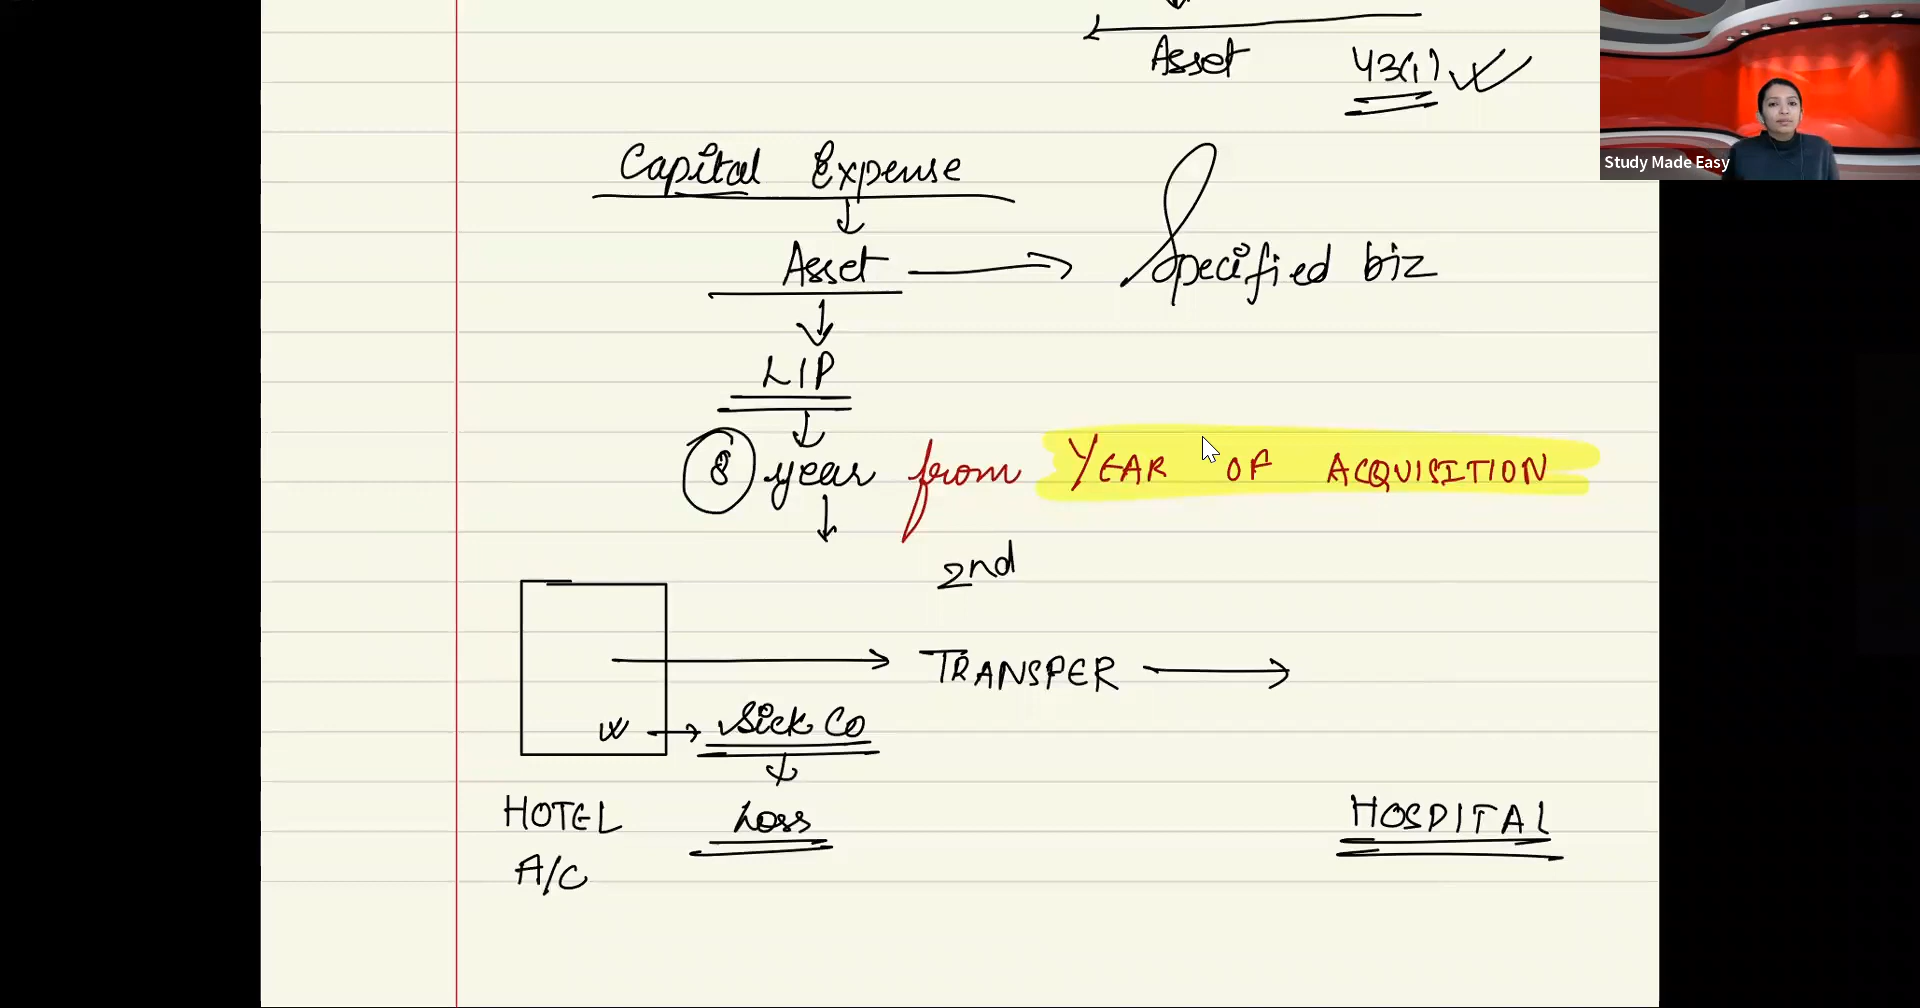 Asset 43(1)
Study Made Easy
Capital Expense
Asset Specified biz
LIP
8 year from YEAR OF ACQUISITION
2nd
TRANSFER
Sick Co
HOTEL Loss HOSPITAL
A/C